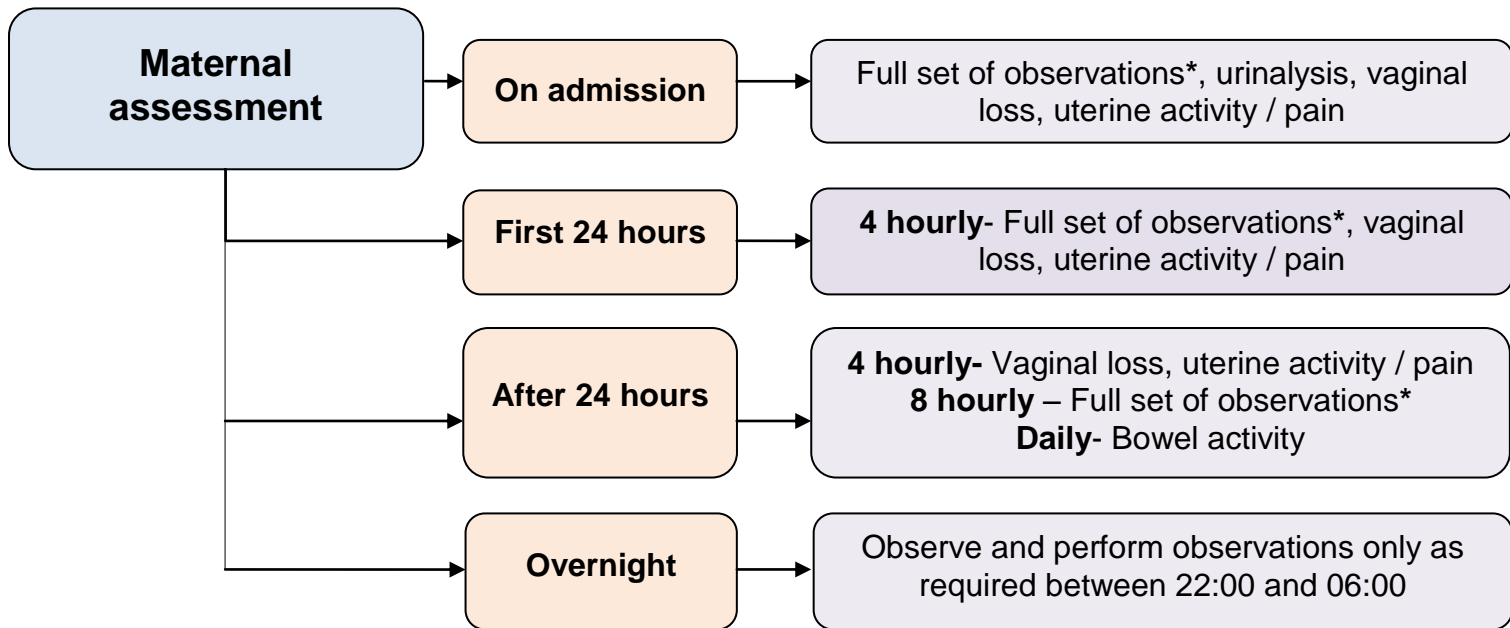 Maternal
assessment
On admission
Full set of observations*, urinalysis, vaginal
loss, uterine activity / pain
First 24 hours
4 hourly- Full set of observations*, vaginal
loss, uterine activity / pain
After 24 hours
4 hourly- Vaginal loss, uterine activity / pain
8 hourly – Full set of observations*
Daily- Bowel activity
Overnight
Observe and perform observations only as
required between 22:00 and 06:00